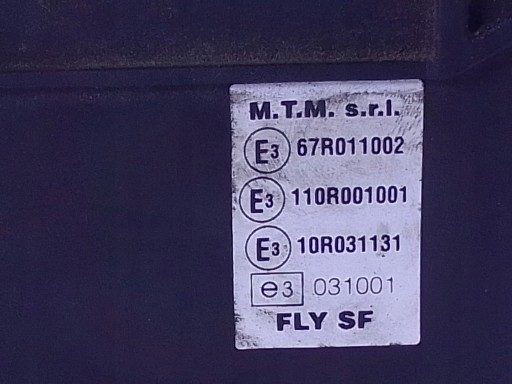 M.T.M. s.r.l.
E3 67R011002
E3 110R001001
E3 10R031131
e3 031001
FLY SF